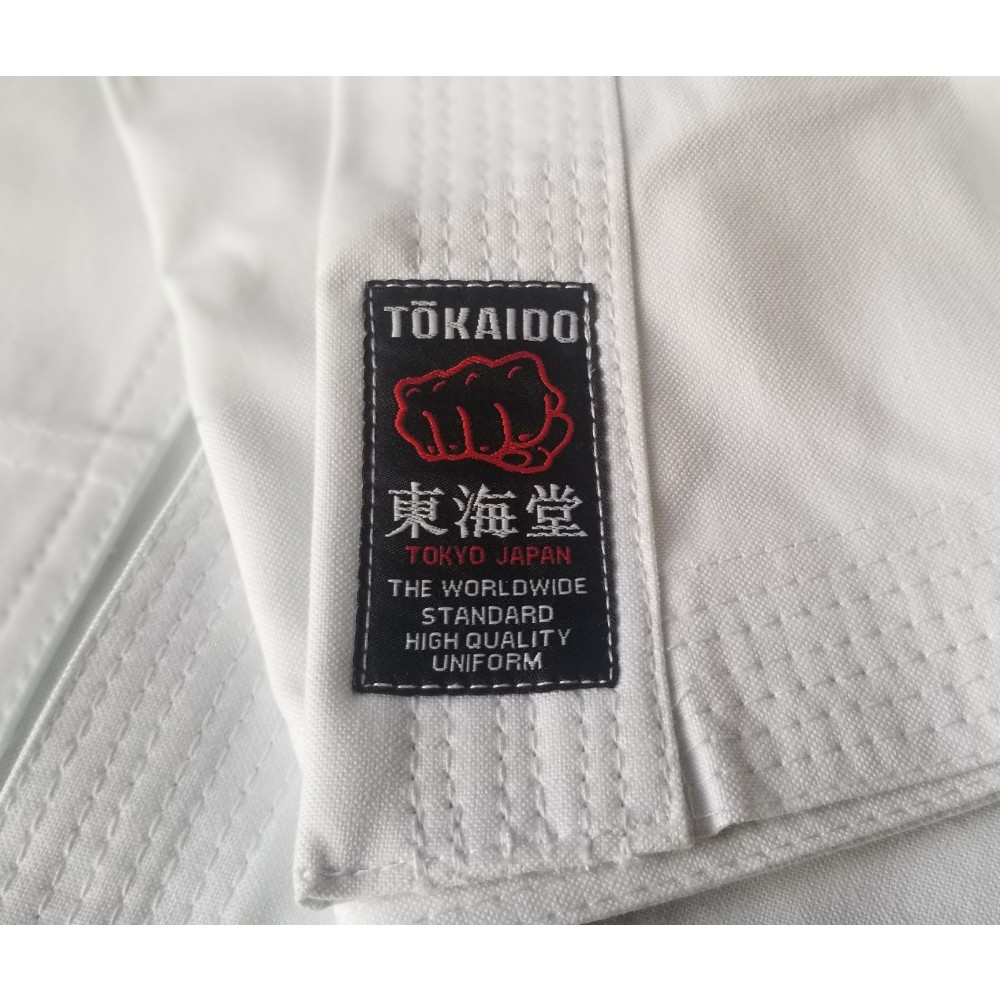 TŌKAIDO
東海堂
TOKYO JAPAN
THE WORLDWIDE
STANDARD
HIGH QUALITY
UNIFORM